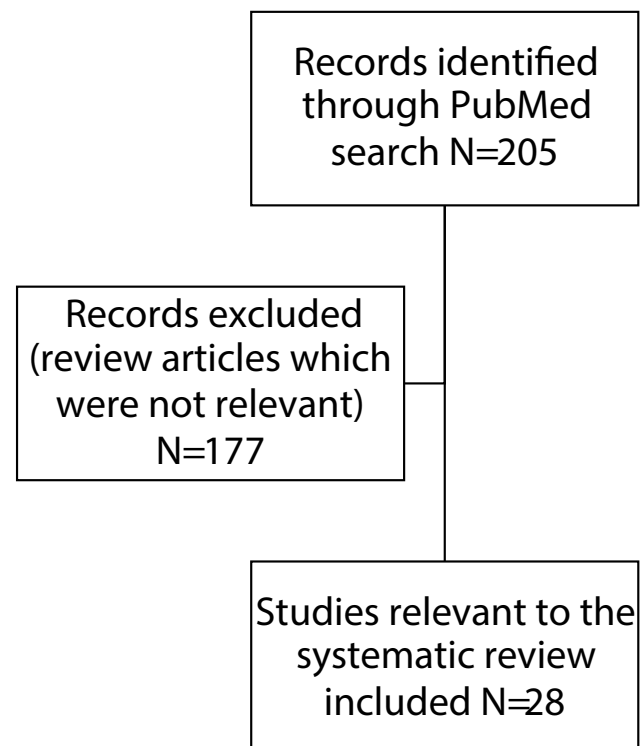 Records identified
through PubMed
search N=205
Records excluded
(review articles which
were not relevant)
N=177
Studies relevant to the
systematic review
included N=28